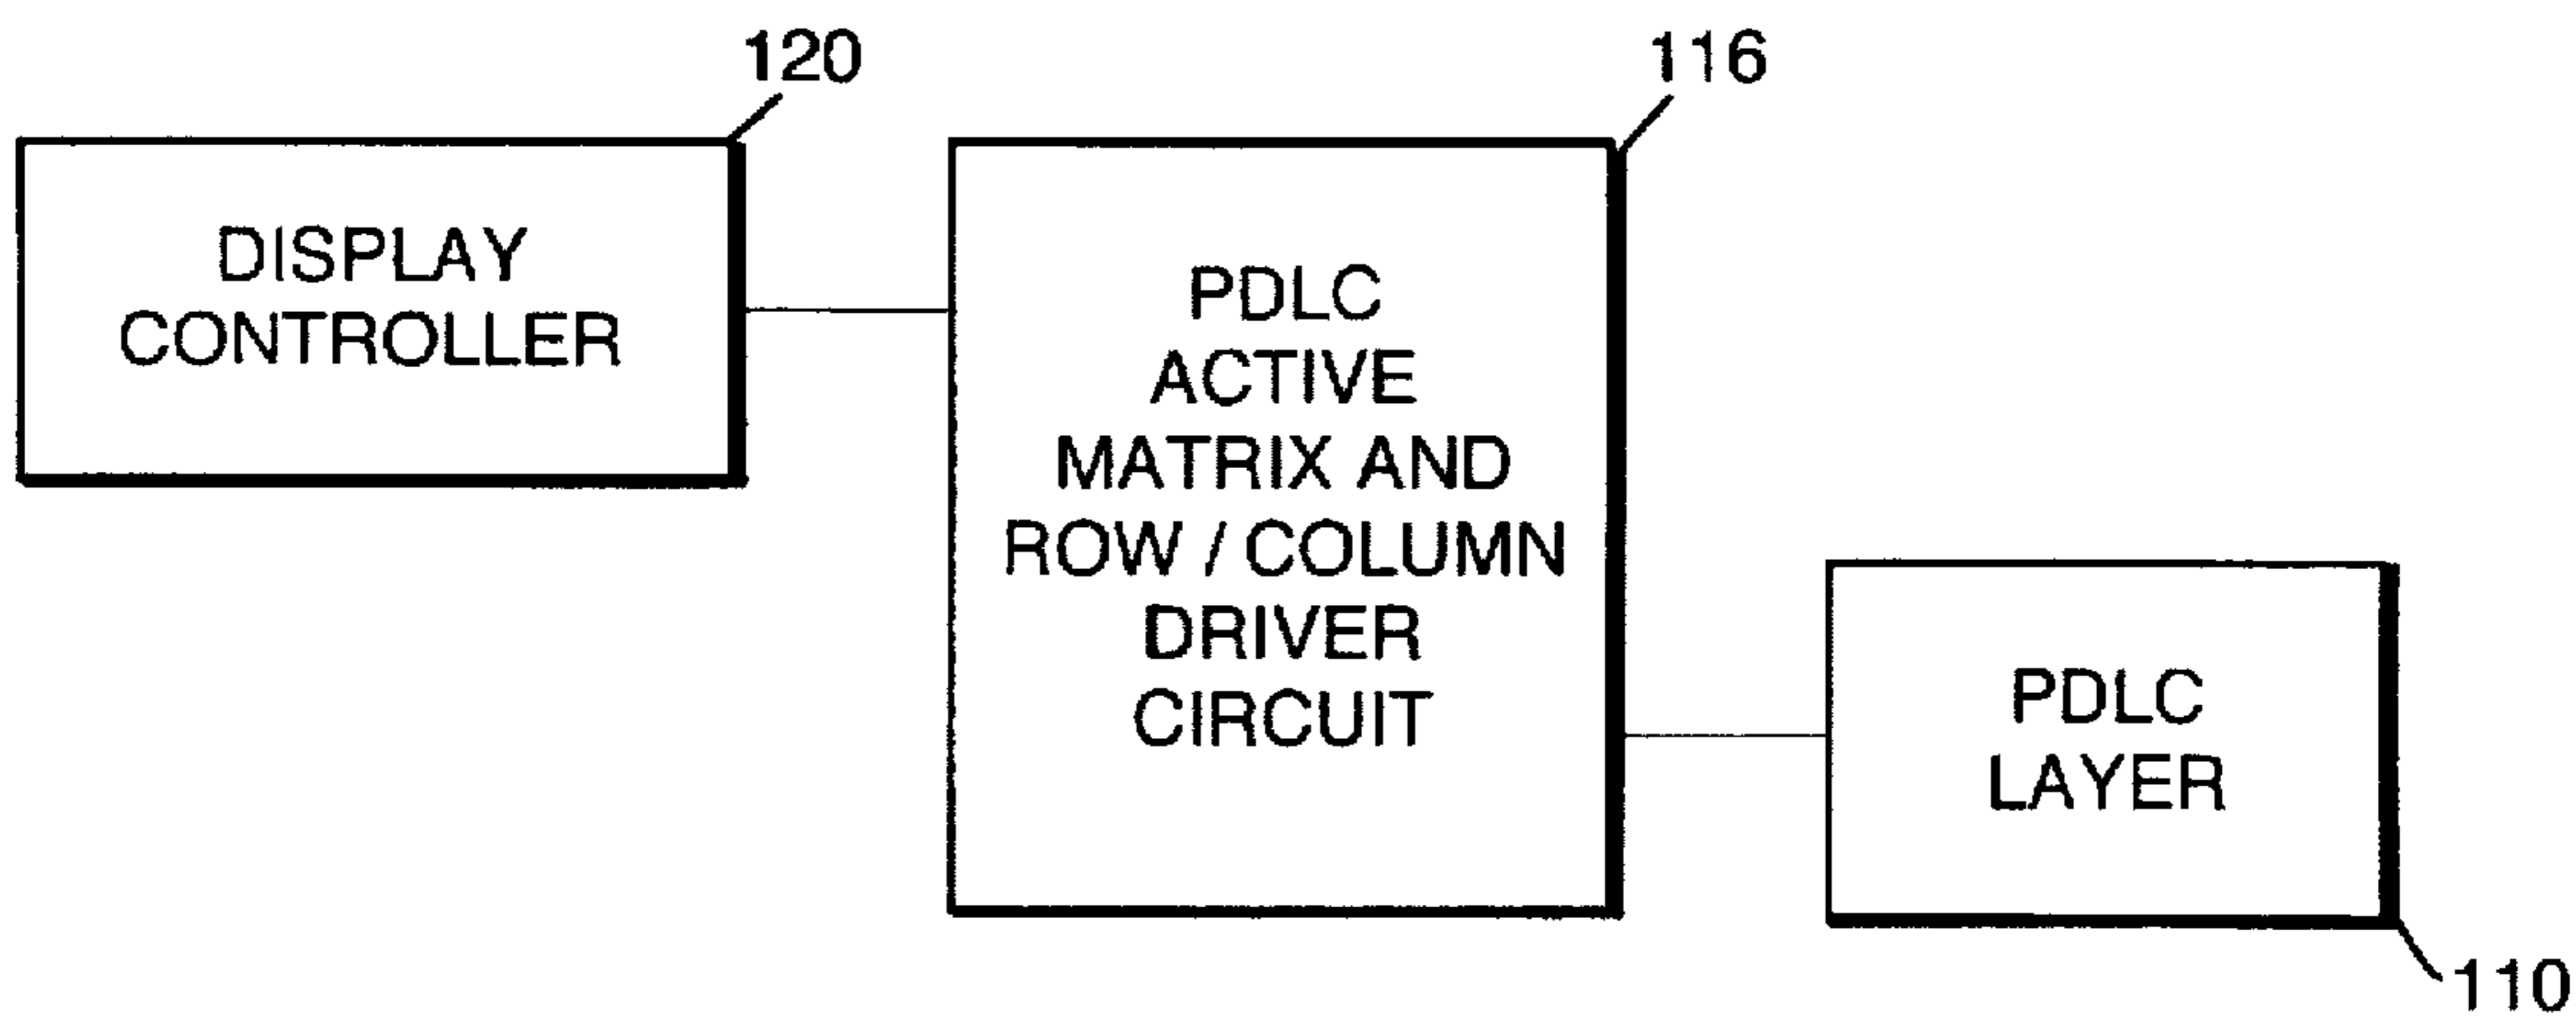 120
DISPLAY
CONTROLLER
116
PDLC
ACTIVE
MATRIX AND
ROW / COLUMN
DRIVER
CIRCUIT
PDLC
LAYER
110